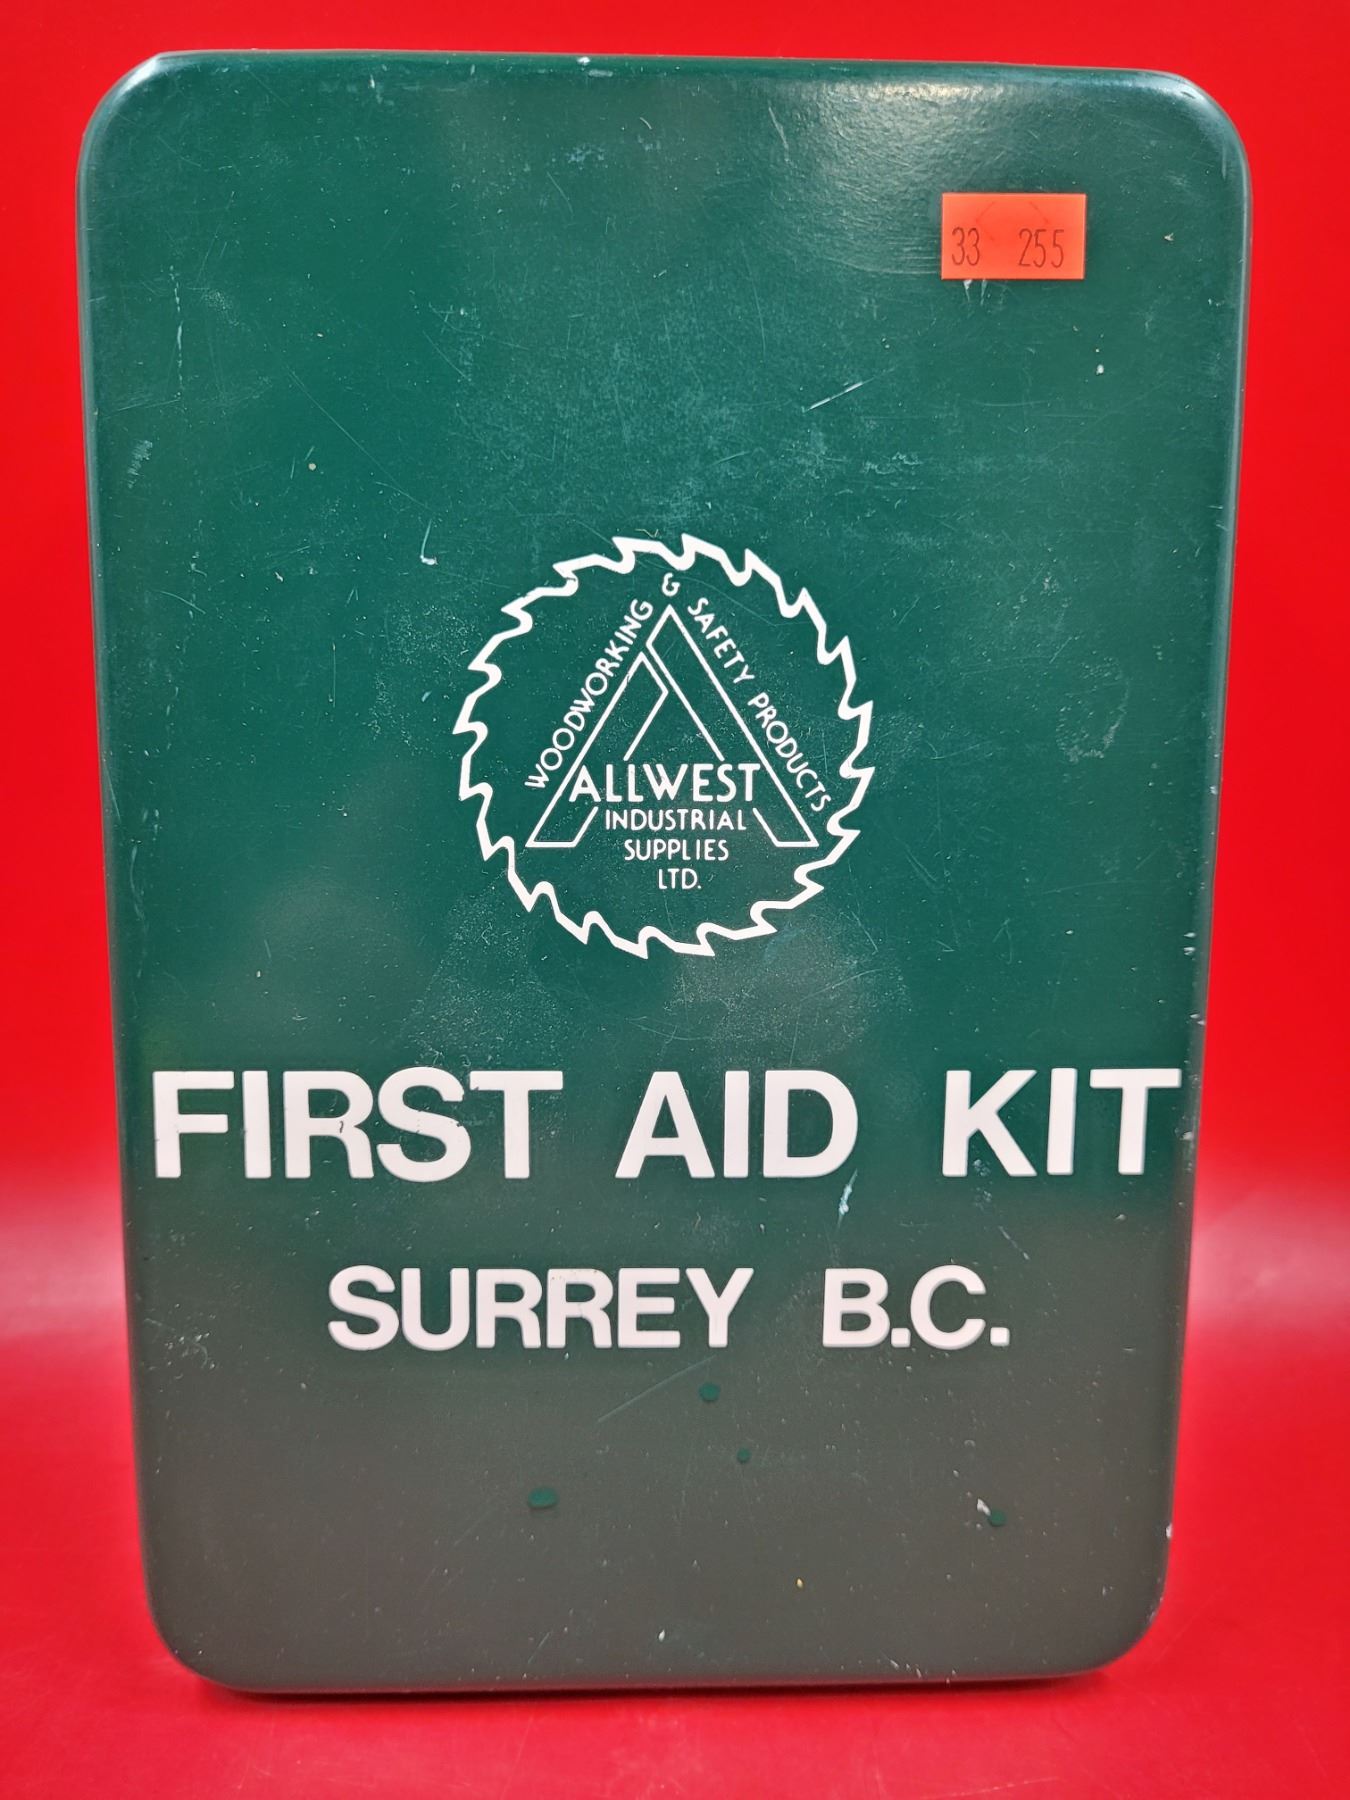 33 255
WOODWORKING & SAFETY PRODUCTS
ALLWEST
INDUSTRIAL
SUPPLIES
LTD.
FIRST AID KIT
SURREY B.C.